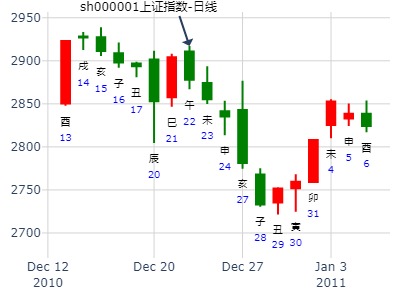 sh000001上证指数-日线
2950
2900
2850
2800
2750
2700
酉
13
戌
14
亥
15
子
16
丑
17
辰
20
巳
21
午
22
未
23
申
24
亥
27
子
28
丑
29
寅
30
卯
31
未
4
申
5
酉
6
Dec 12
2010
Dec 20
Dec 27
Jan 3
2011